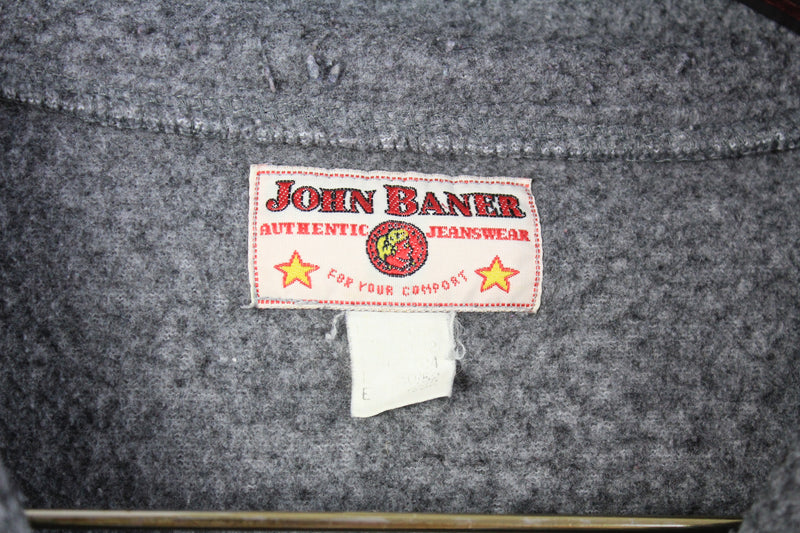 JOHN BANER
AUTHENTIC JEANSWEAR
FOR YOUR COMFORT
E